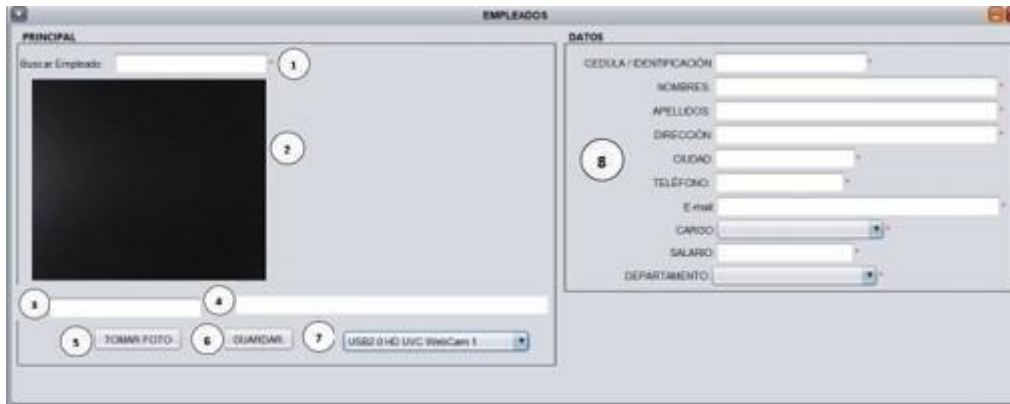 EMPLEADOS
PRINCIPAL
Buscar Empleado: *
1
2
3
4
5 TOMAR FOTO 6 GUARDAR 7 USB2.0 HD UVC WebCam 1
DATOS
CEDULA / IDENTIFICACIÓN *
NOMBRES: *
APELLIDOS: *
DIRECCIÓN: *
8
CIUDAD *
TELÉFONO: *
E-mail *
CARGO *
SALARIO *
DEPARTAMENTO: *